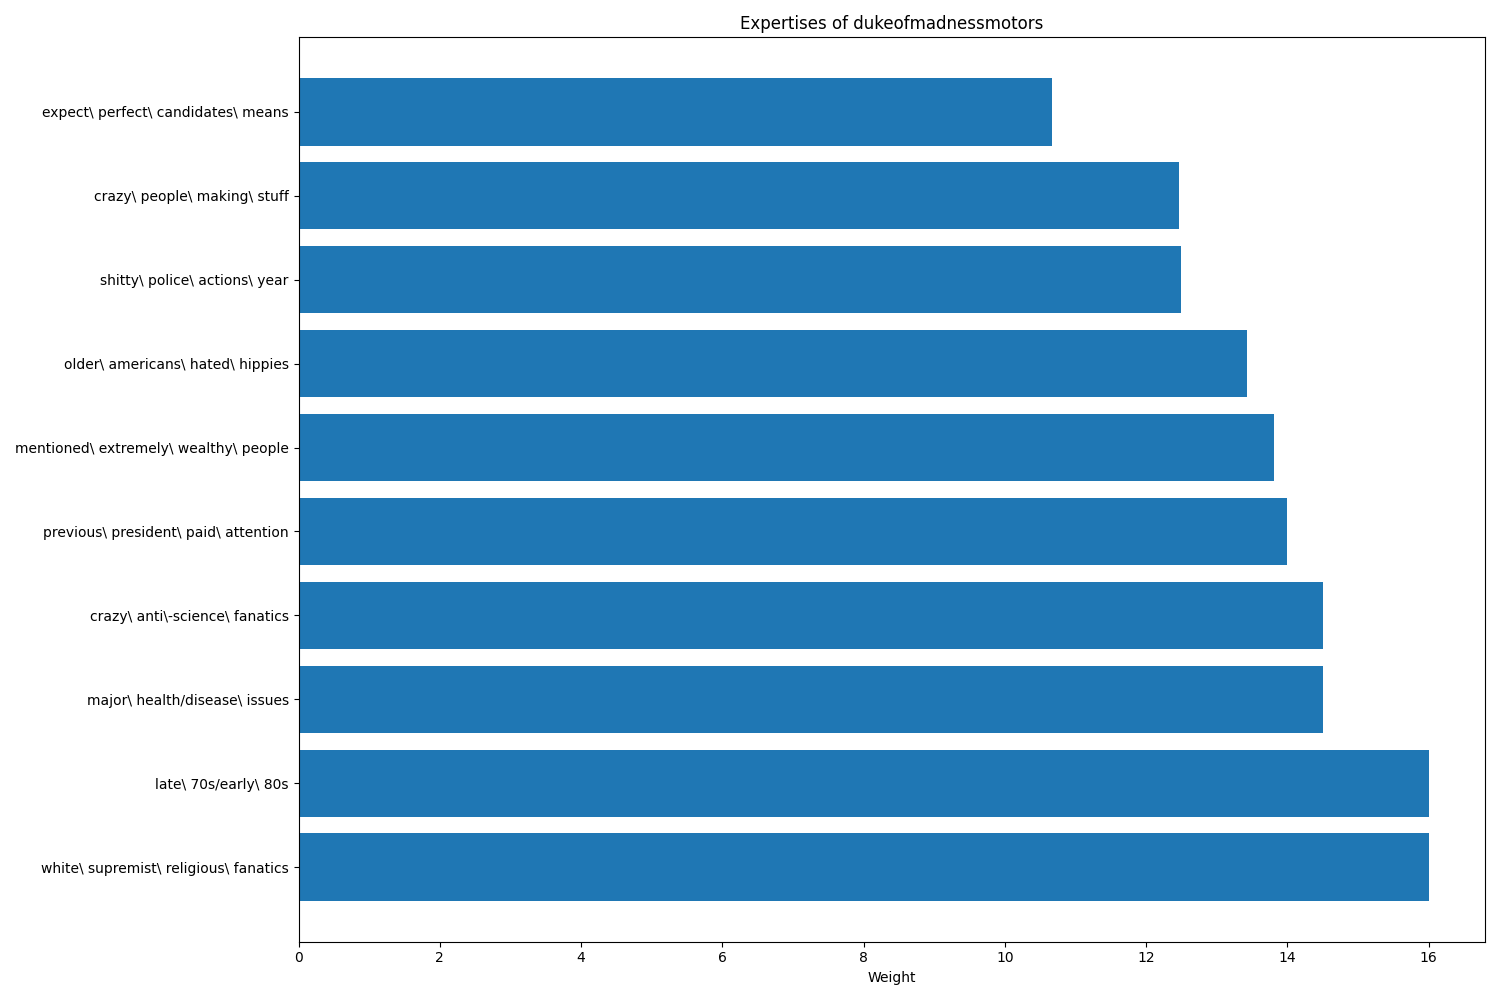 Expertises of dukeofmadnessmotors
expect\ perfect\ candidates\ means
crazy\ people\ making\ stuff
shitty\ police\ actions\ year
older\ americans\ hated\ hippies
mentioned\ extremely\ wealthy\ people
previous\ president\ paid\ attention
crazy\ anti\-science\ fanatics
major\ health/disease\ issues
late\ 70s/early\ 80s
white\ supremist\ religious\ fanatics
0 2 4 6 8 10 12 14 16
Weight